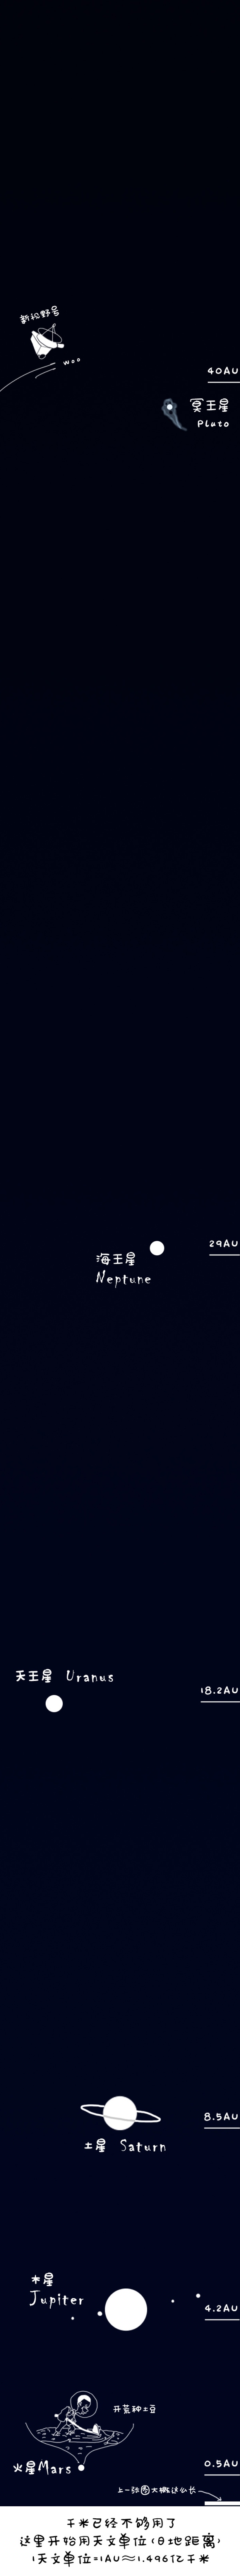 新视野号
woo
40AU
冥王星
Pluto
29AU
海王星
Neptune
天王星 Uranus
18.2AU
8.5AU
土星 Saturn
木星
Jupiter
4.2AU
开荒种土豆
0.5AU
火星Mars
上一张图大概这么长
千米已经不够用了
这里开始用天文单位(日地距离)
1天文单位=1AU≈1.496亿千米